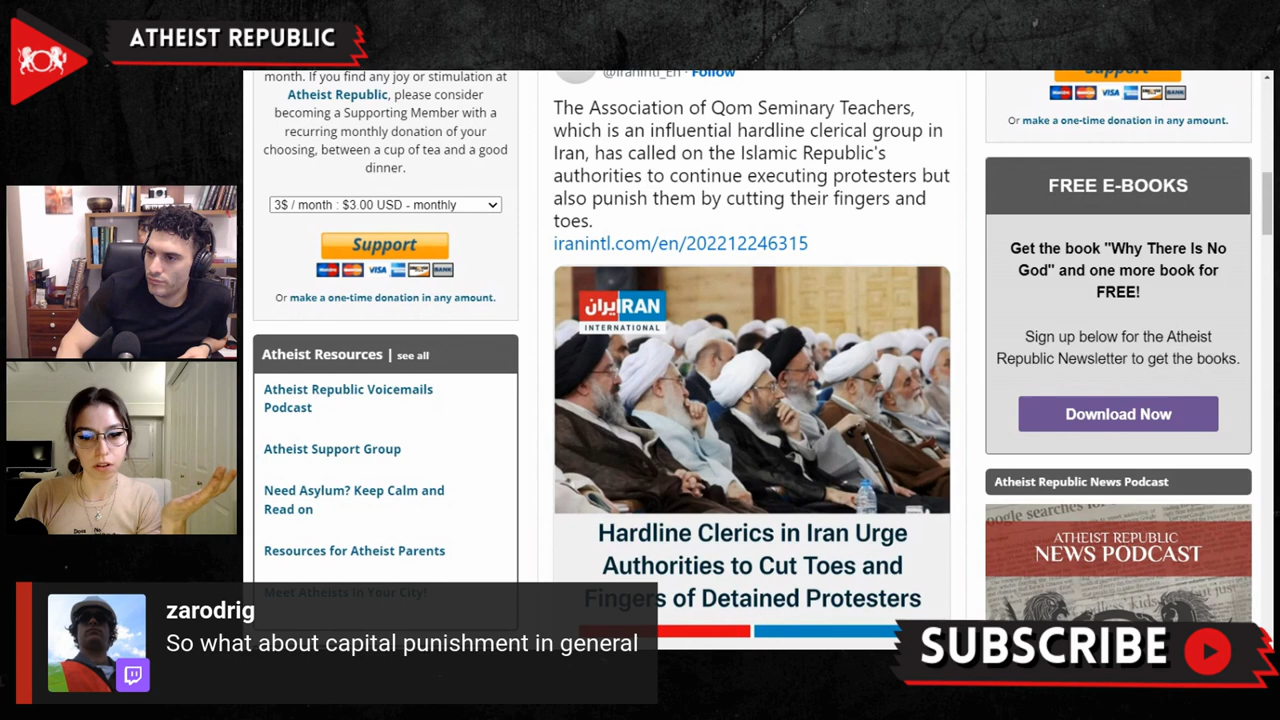 ATHEIST REPUBLIC
month. If you find any joy or stimulation at
Atheist Republic, please consider
becoming a Supporting Member with a
recurring monthly donation of your
choosing, between a cup of tea and a good
dinner.
3$ / month : $3.00 USD - monthly
Support
VISA
BANK
Or make a one-time donation in any amount.
Atheist Resources | see all
Atheist Republic Voicemails
Podcast
Atheist Support Group
Need Asylum? Keep Calm and
Read on
Resources for Atheist Parents
Meet Atheists In Your City!
@IranIntl_En · Follow
The Association of Qom Seminary Teachers,
which is an influential hardline clerical group in
Iran, has called on the Islamic Republic's
authorities to continue executing protesters but
also punish them by cutting their fingers and
toes.
iranintl.com/en/202212246315
ایران IRAN
INTERNATIONAL
Hardline Clerics in Iran Urge
Authorities to Cut Toes and
Fingers of Detained Protesters
Support
VISA
BANK
Or make a one-time donation in any amount.
FREE E-BOOKS
Get the book "Why There Is No
God" and one more book for
FREE!
Sign up below for the Atheist
Republic Newsletter to get the books.
Download Now
Atheist Republic News Podcast
oogle searches for
ATHEIST REPUBLIC
NEWS PODCAST
zarodrig
So what about capital punishment in general
SUBSCRIBE